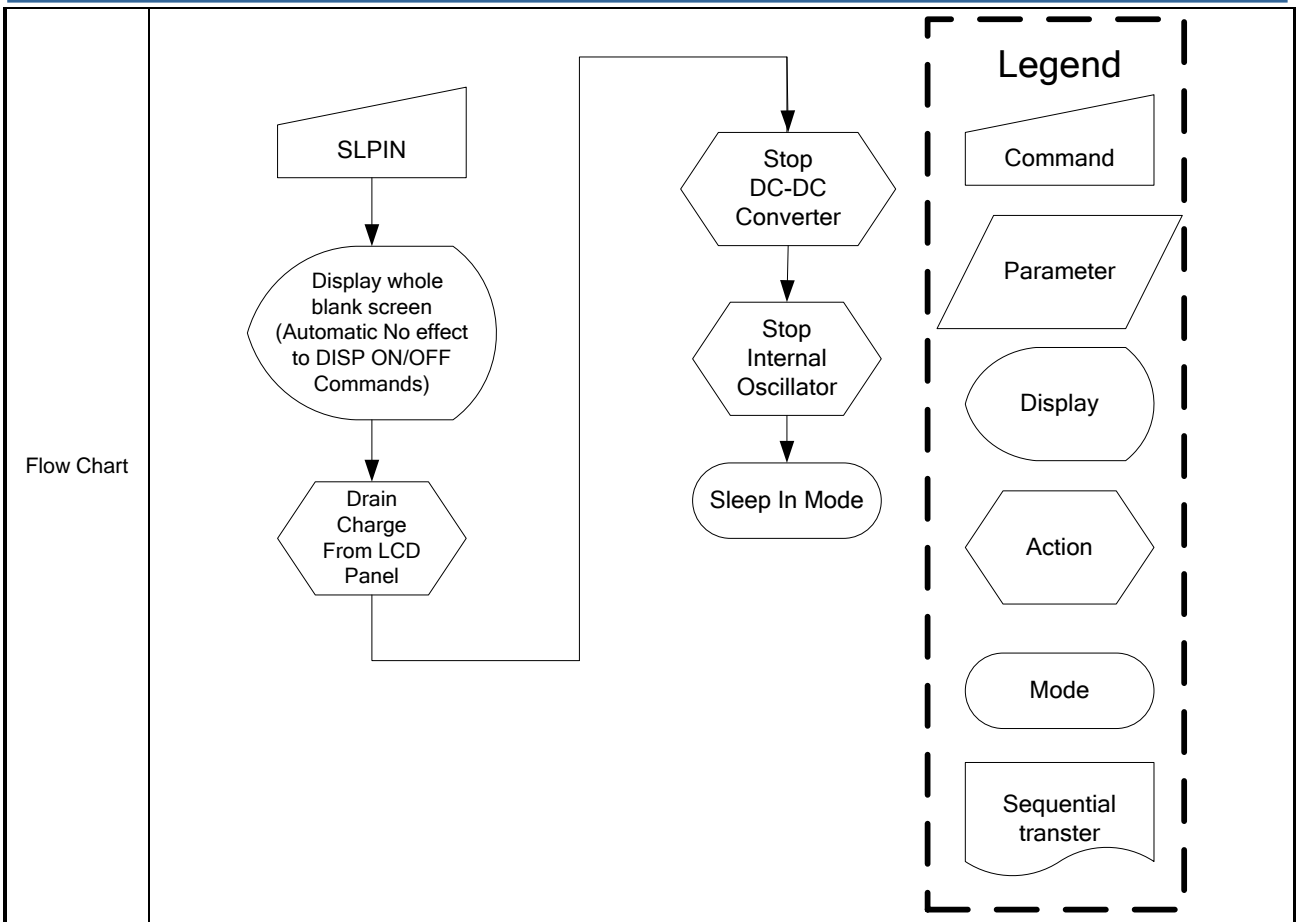 Flow Chart
SLPIN
Display whole
blank screen
(Automatic No effect
to DISP ON/OFF
Commands)
Drain
Charge
From LCD
Panel
Stop
DC-DC
Converter
Stop
Internal
Oscillator
Sleep In Mode
Legend
Command
Parameter
Display
Action
Mode
Sequential
transter